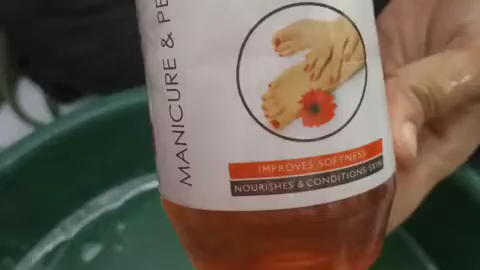 MANICURE & PE
IMPROVES SOFTNESS
NOURISHES & CONDITIONS SKIN